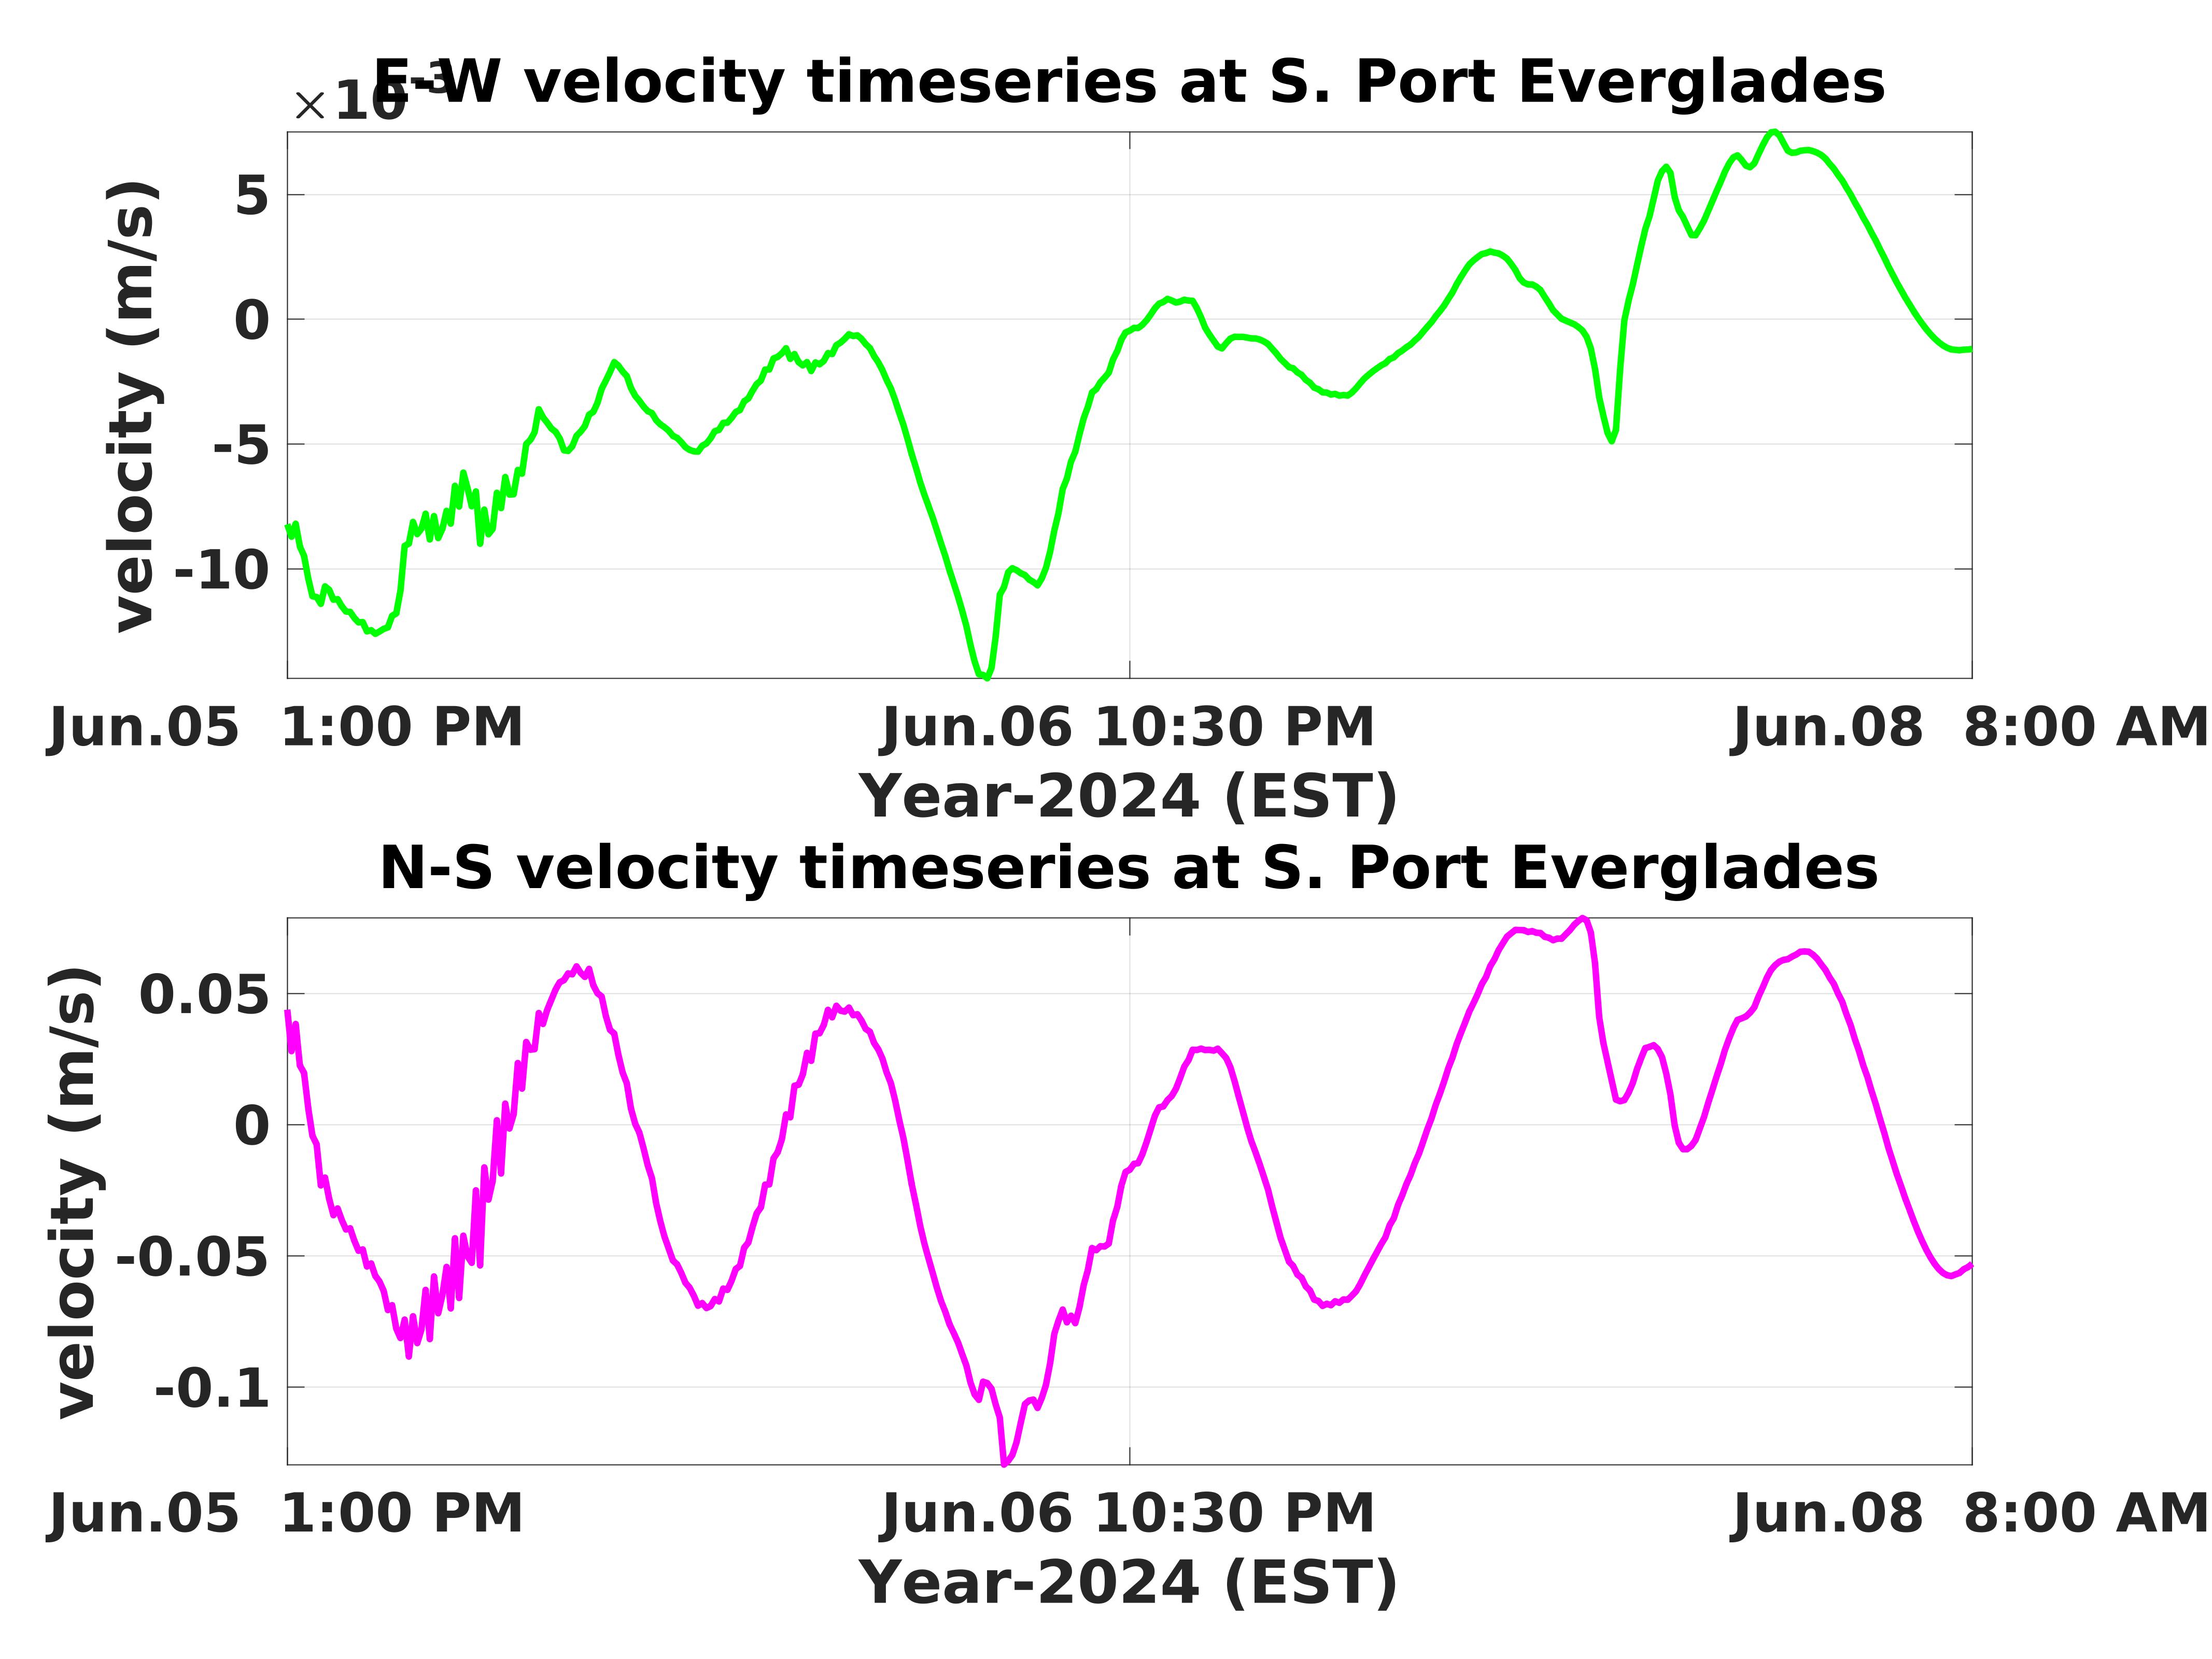 ×10-3
E-W velocity timeseries at S. Port Everglades
velocity (m/s)
5
0
-5
-10
Jun.05 1:00 PM
Jun.06 10:30 PM
Jun.08 8:00 AM
Year-2024 (EST)
N-S velocity timeseries at S. Port Everglades
velocity (m/s)
0.05
0
-0.05
-0.1
Jun.05 1:00 PM
Jun.06 10:30 PM
Jun.08 8:00 AM
Year-2024 (EST)